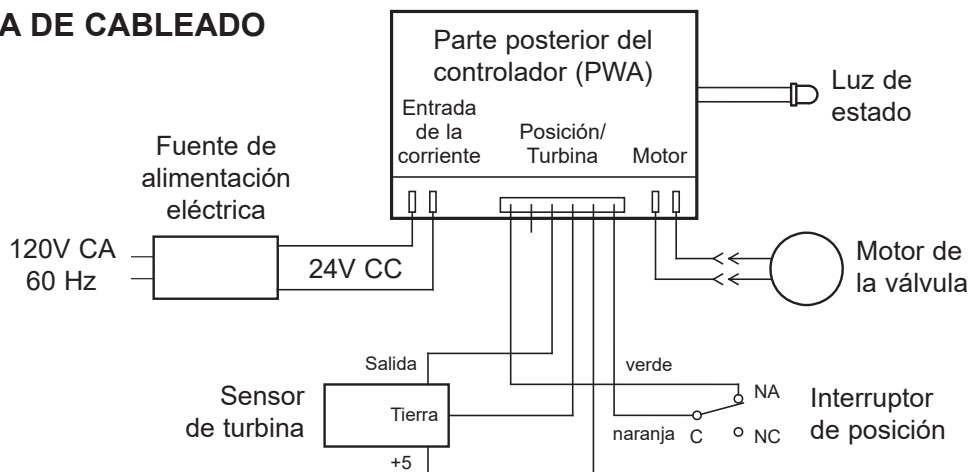 A DE CABLEADO
Parte posterior del
controlador (PWA)
Luz de
estado
Entrada
de la
corriente
Posición/
Turbina
Motor
Fuente de
alimentación
eléctrica
120V CA
60 Hz
24V CC
Motor de
la válvula
Salida
verde
Sensor
de turbina
Tierra
NA
Interruptor
de posición
naranja
C
NC
+5